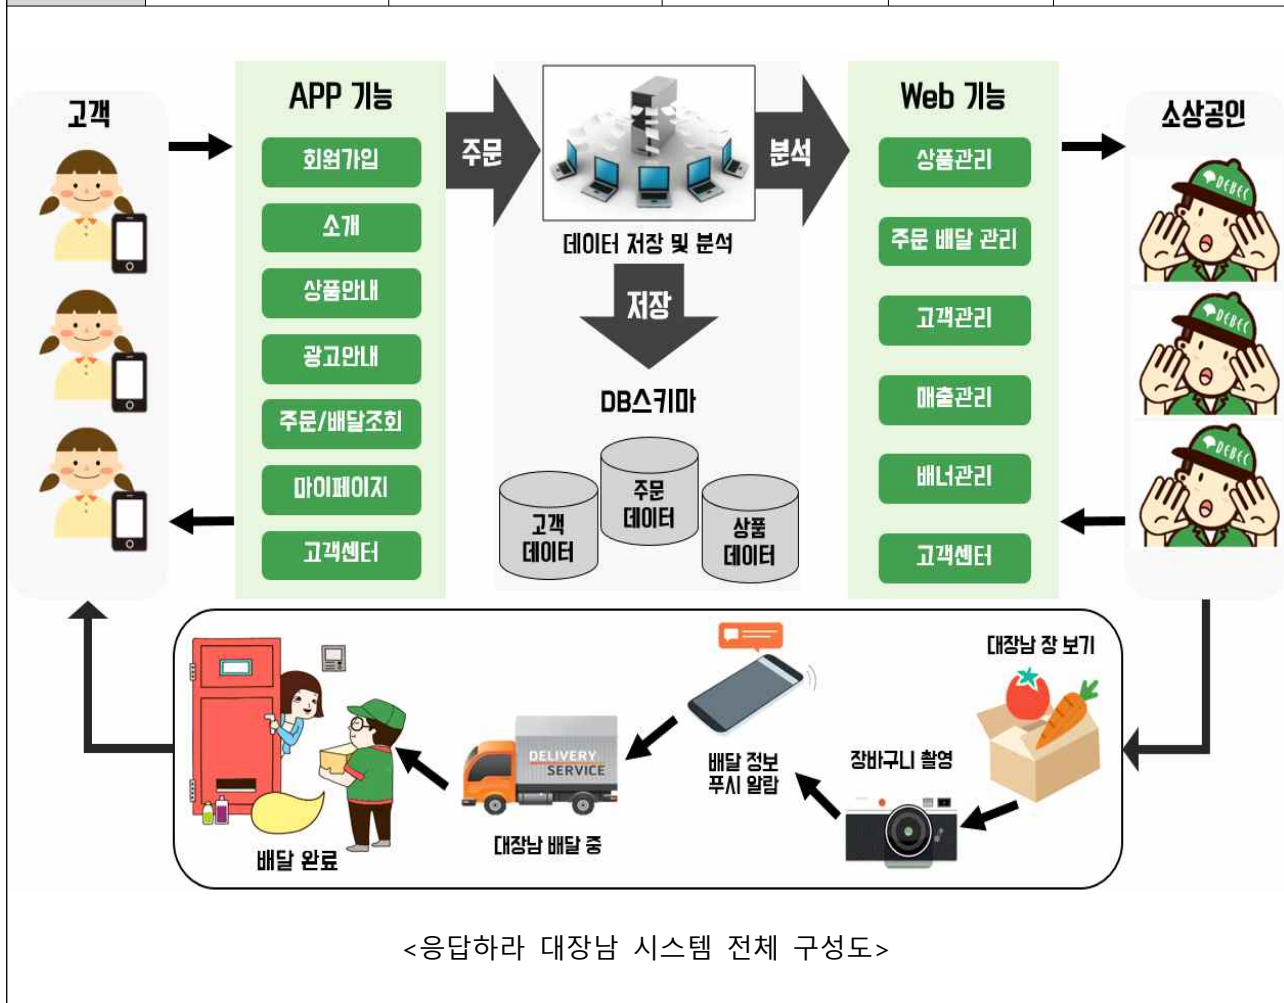 고객
APP 기능
회원가입
소개
상품안내
광고안내
주문/배달조회
마이페이지
고객센터
주문
데이터 저장 및 분석
분석
저장
DB스키마
고객
데이터
주문
데이터
상품
데이터
Web 기능
상품관리
주문 배달 관리
고객관리
매출관리
배너관리
고객센터
소상공인
DEBEC
DEBEC
DEBEC
대장남 장 보기
장바구니 촬영
배달 정보
푸시 알람
DELIVERY
SERVICE
대장남 배달 중
배달 완료
<응답하라 대장남 시스템 전체 구성도>